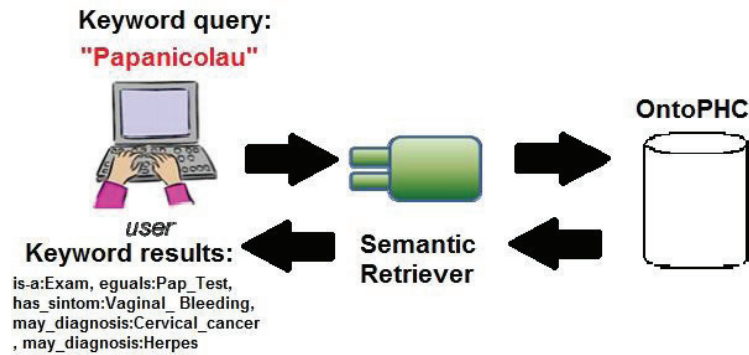 Keyword query:
"Papanicolau"
OntoPHC
user
Keyword results:
Semantic
Retriever
is-a:Exam, eguals:Pap_Test,
has_sintom:Vaginal_ Bleeding,
may_diagnosis:Cervical_cancer
, may_diagnosis:Herpes